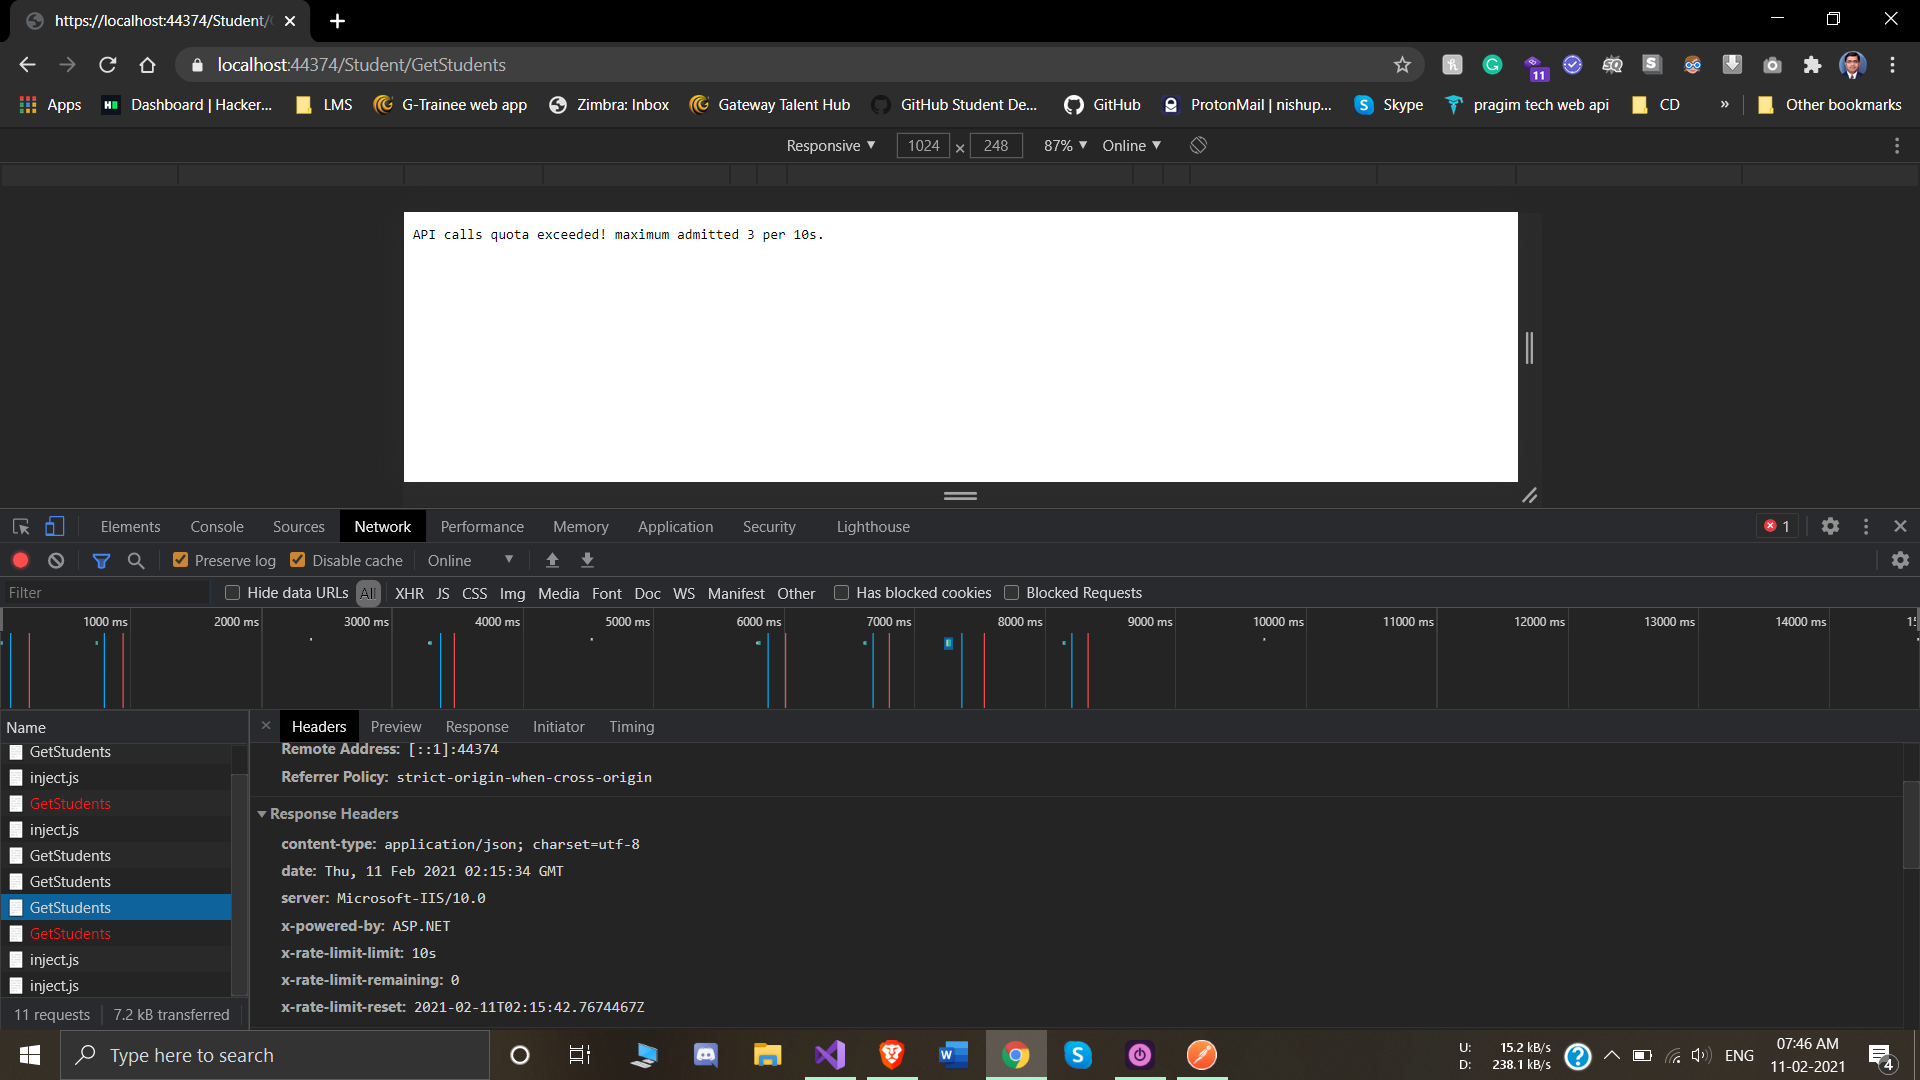 https://localhost:44374/Student/
localhost:44374/Student/GetStudents
11
Apps
Dashboard | Hacker...
LMS
G-Trainee web app
Zimbra: Inbox
Gateway Talent Hub
GitHub Student De...
GitHub
ProtonMail | nishup...
Skype
pragim tech web api
CD
»
Other bookmarks
Responsive ▼ 1024 × 248 87% ▼ Online ▼
API calls quota exceeded! maximum admitted 3 per 10s.
Elements Console Sources Network Performance Memory Application Security Lighthouse 1
Preserve log Disable cache Online ▼
Filter Hide data URLs All XHR JS CSS Img Media Font Doc WS Manifest Other Has blocked cookies Blocked Requests
1000 ms 2000 ms 3000 ms 4000 ms 5000 ms 6000 ms 7000 ms 8000 ms 9000 ms 10000 ms 11000 ms 12000 ms 13000 ms 14000 ms
Name
GetStudents
inject.js
GetStudents
inject.js
GetStudents
GetStudents
GetStudents
GetStudents
inject.js
inject.js
11 requests 7.2 kB transferred
× Headers Preview Response Initiator Timing
Remote Address: [::1]:44374
Referrer Policy: strict-origin-when-cross-origin
Response Headers
content-type: application/json; charset=utf-8
date: Thu, 11 Feb 2021 02:15:34 GMT
server: Microsoft-IIS/10.0
x-powered-by: ASP.NET
x-rate-limit-limit: 10s
x-rate-limit-remaining: 0
x-rate-limit-reset: 2021-02-11T02:15:42.7674467Z
Type here to search
U: 15.2 kB/s
D: 238.1 kB/s
ENG
07:46 AM
11-02-2021
4